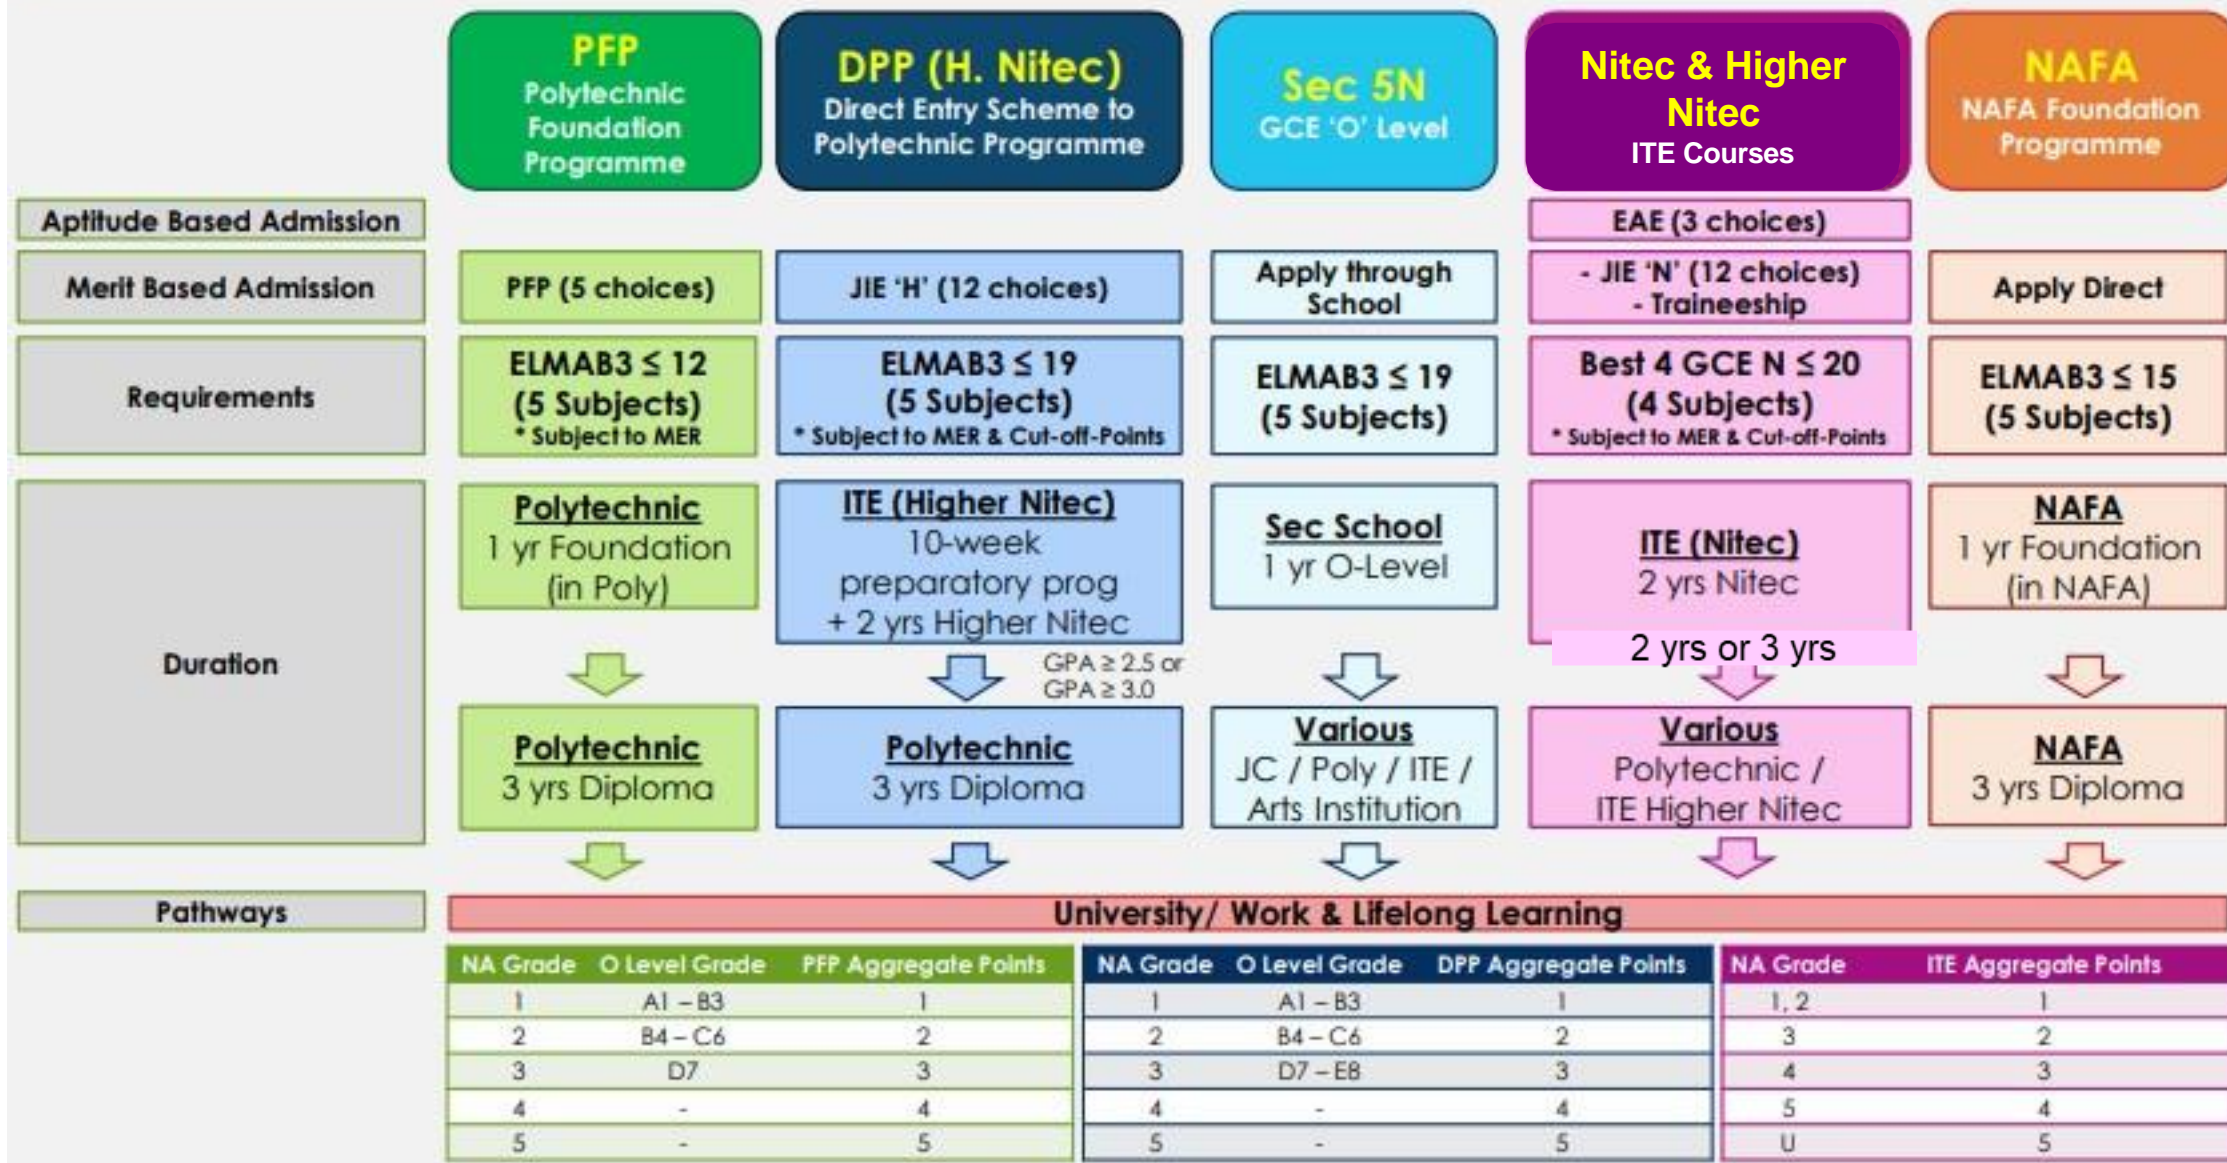 PFP
Polytechnic
Foundation
Programme
DPP (H. Nitec)
Direct Entry Scheme to
Polytechnic Programme
Sec 5N
GCE ‘O’ Level
Nitec & Higher
Nitec
ITE Courses
NAFA
NAFA Foundation
Programme
Aptitude Based Admission
EAE (3 choices)
Merit Based Admission
PFP (5 choices)
JIE ‘H’ (12 choices)
Apply through
School
- JIE ‘N’ (12 choices)
- Traineeship
Apply Direct
Requirements
ELMAB3 ≤ 12
(5 Subjects)
* Subject to MER
ELMAB3 ≤ 19
(5 Subjects)
* Subject to MER & Cut-off-Points
ELMAB3 ≤ 19
(5 Subjects)
Best 4 GCE N ≤ 20
(4 Subjects)
* Subject to MER & Cut-off-Points
ELMAB3 ≤ 15
(5 Subjects)
Duration
Polytechnic
1 yr Foundation
(in Poly)
ITE (Higher Nitec)
10-week
preparatory prog
+ 2 yrs Higher Nitec
Sec School
1 yr O-Level
ITE (Nitec)
2 yrs Nitec
2 yrs or 3 yrs
NAFA
1 yr Foundation
(in NAFA)
GPA ≥ 2.5 or
GPA ≥ 3.0
Polytechnic
3 yrs Diploma
Polytechnic
3 yrs Diploma
Various
JC / Poly / ITE /
Arts Institution
Various
Polytechnic /
ITE Higher Nitec
NAFA
3 yrs Diploma
Pathways
University/ Work & Lifelong Learning
NA Grade O Level Grade PFP Aggregate Points
1 A1 – B3 1
2 B4 – C6 2
3 D7 3
4 - 4
5 - 5
NA Grade O Level Grade DPP Aggregate Points
1 A1 – B3 1
2 B4 – C6 2
3 D7 – E8 3
4 - 4
5 - 5
NA Grade ITE Aggregate Points
1, 2 1
3 2
4 3
5 4
U 5